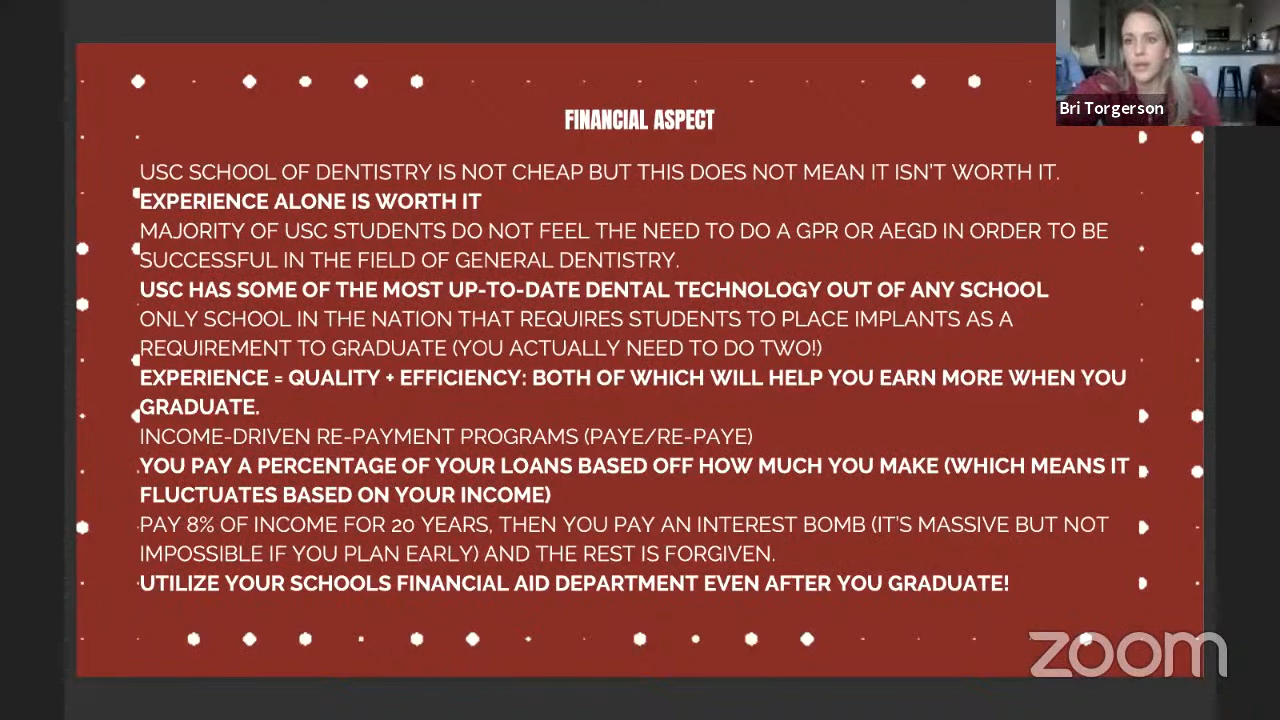 Bri Torgerson
FINANCIAL ASPECT
USC SCHOOL OF DENTISTRY IS NOT CHEAP BUT THIS DOES NOT MEAN IT ISN'T WORTH IT.
EXPERIENCE ALONE IS WORTH IT
MAJORITY OF USC STUDENTS DO NOT FEEL THE NEED TO DO A GPR OR AEGD IN ORDER TO BE
SUCCESSFUL IN THE FIELD OF GENERAL DENTISTRY.
USC HAS SOME OF THE MOST UP-TO-DATE DENTAL TECHNOLOGY OUT OF ANY SCHOOL
ONLY SCHOOL IN THE NATION THAT REQUIRES STUDENTS TO PLACE IMPLANTS AS A
REQUIREMENT TO GRADUATE (YOU ACTUALLY NEED TO DO TWO!)
EXPERIENCE = QUALITY + EFFICIENCY: BOTH OF WHICH WILL HELP YOU EARN MORE WHEN YOU
GRADUATE.
INCOME-DRIVEN RE-PAYMENT PROGRAMS (PAYE/RE-PAYE)
YOU PAY A PERCENTAGE OF YOUR LOANS BASED OFF HOW MUCH YOU MAKE (WHICH MEANS IT
FLUCTUATES BASED ON YOUR INCOME)
PAY 8% OF INCOME FOR 20 YEARS, THEN YOU PAY AN INTEREST BOMB (IT'S MASSIVE BUT NOT
IMPOSSIBLE IF YOU PLAN EARLY) AND THE REST IS FORGIVEN.
UTILIZE YOUR SCHOOLS FINANCIAL AID DEPARTMENT EVEN AFTER YOU GRADUATE!
zoom